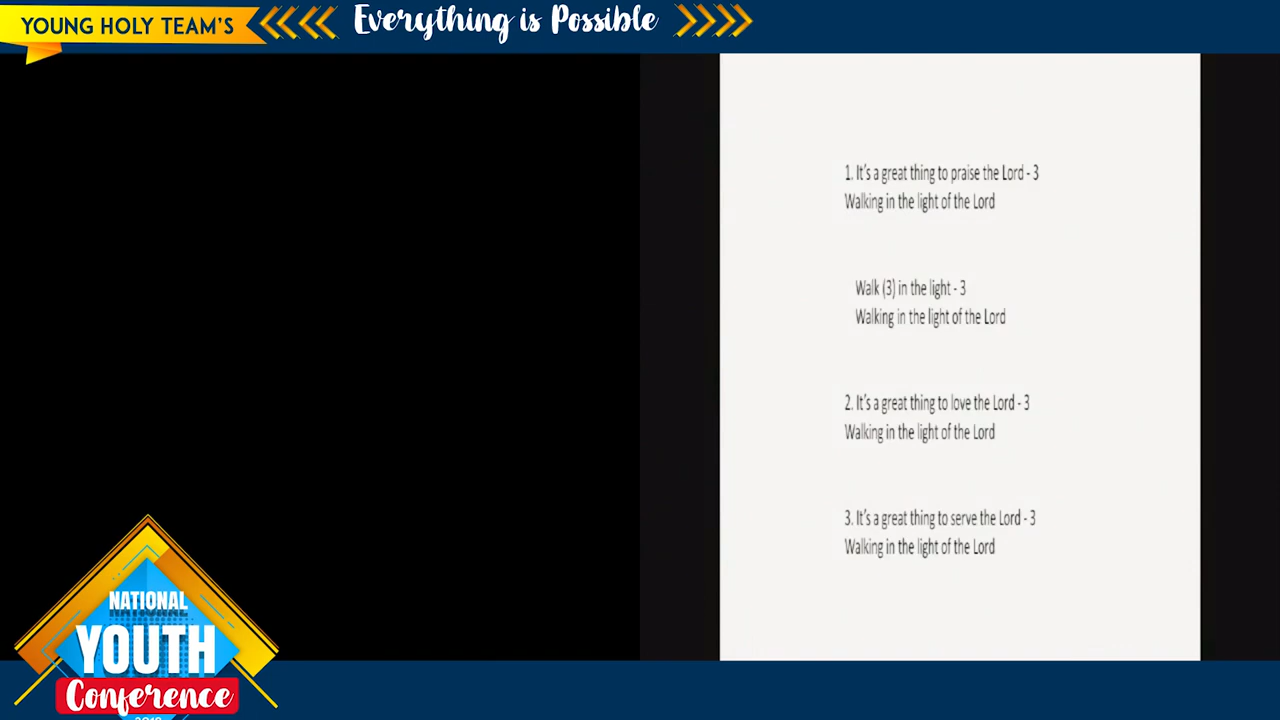 YOUNG HOLY TEAM'S
Everything is Possible
1. It's a great thing to praise the Lord - 3
Walking in the light of the Lord
Walk (3) in the light - 3
Walking in the light of the Lord
2. It's a great thing to love the Lord - 3
Walking in the light of the Lord
3. It's a great thing to serve the Lord - 3
Walking in the light of the Lord
NATIONAL
YOUTH
Conference